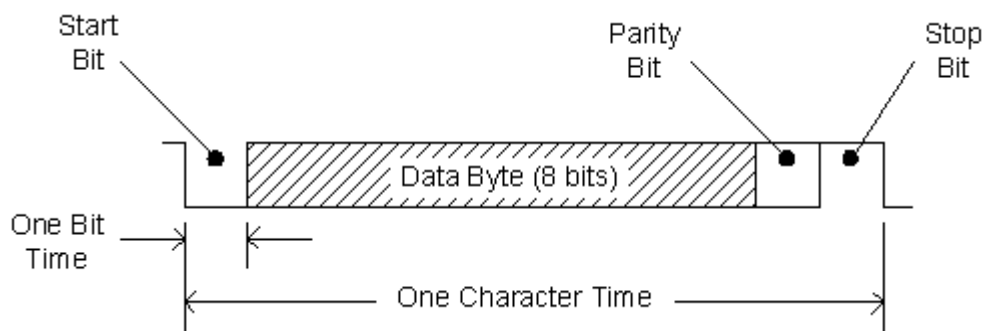 Start
Bit
Parity
Bit
Stop
Bit
Data Byte (8 bits)
One Bit
Time
One Character Time